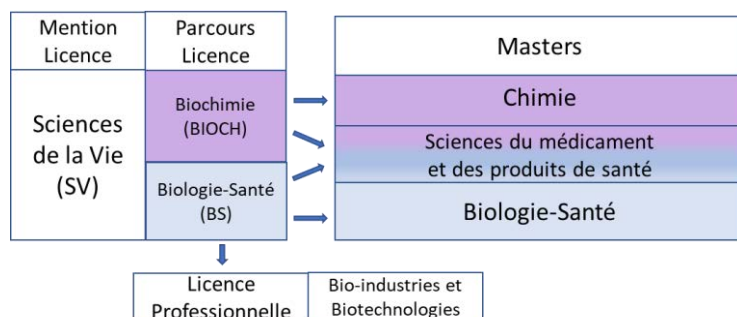 Mention
Licence
Parcours
Licence
Masters
Sciences
de la Vie
(SV)
Biochimie
(BIOCH)
Biologie-Santé
(BS)
Chimie
Sciences du médicament
et des produits de santé
Biologie-Santé
Licence
Professionnelle
Bio-industries et
Biotechnologies